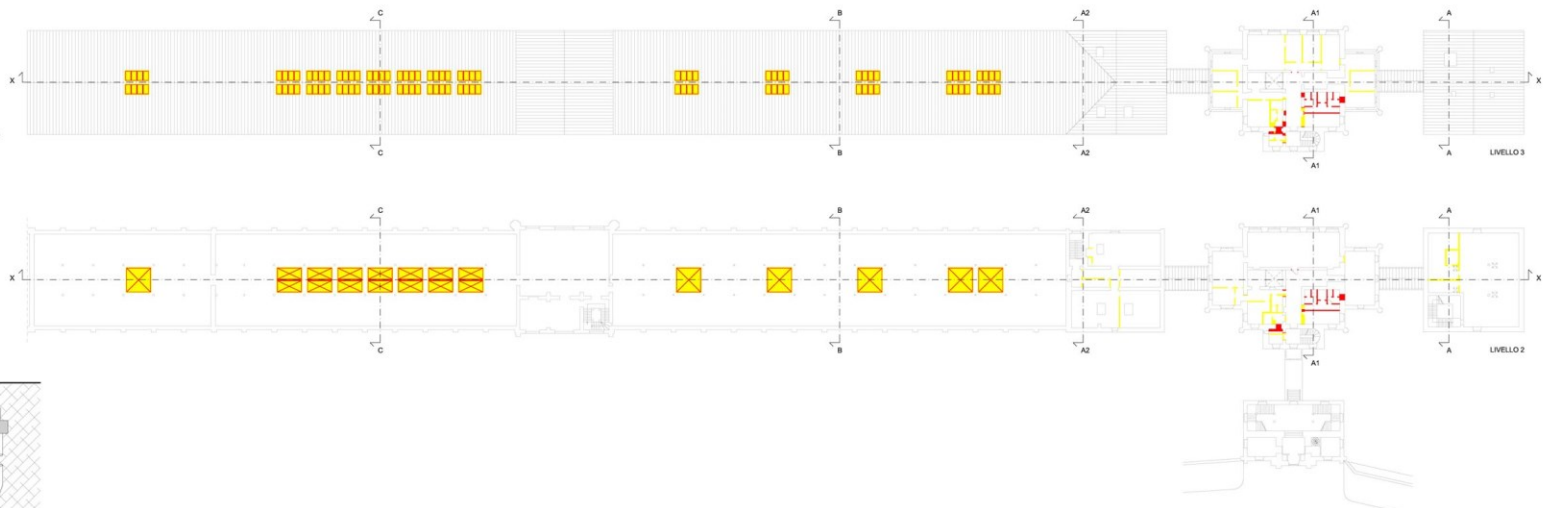 C B A2 A1 A
X X
C B A2 A
LIVELLO 3
A1
C B A2 A1 A
X X
C B A2 A
LIVELLO 2
A1